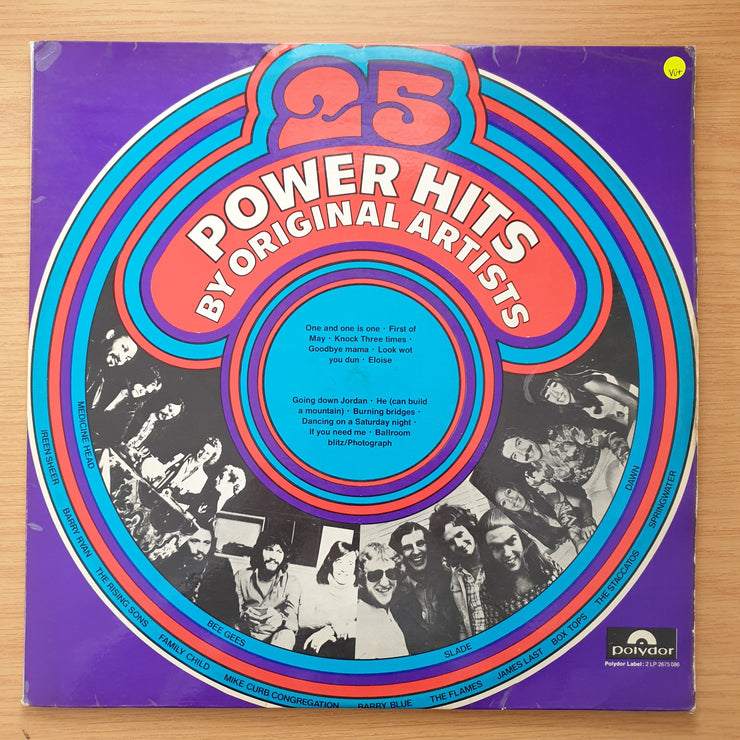 25
VG+
POWER HITS
BY ORIGINAL ARTISTS
One and one is one · First of
May · Knock Three times ·
Goodbye mama · Look wot
you dun · Eloise
Going down Jordan · He (can build
a mountain) · Burning bridges ·
Dancing on a Saturday night ·
If you need me · Ballroom
blitz/Photograph
MEDICINE HEAD
BEE GEES
SLADE
DAWN
IREEN SHEER
BARRY RYAN
THE RISING SONS
FAMILY CHILD
MIKE CURB CONGREGATION
BARRY BLUE
THE FLAMES
JAMES LAST
BOX TOPS
THE STACCATOS
SPRINGWATER
polydor
Polydor Label: 2 LP 2675 086